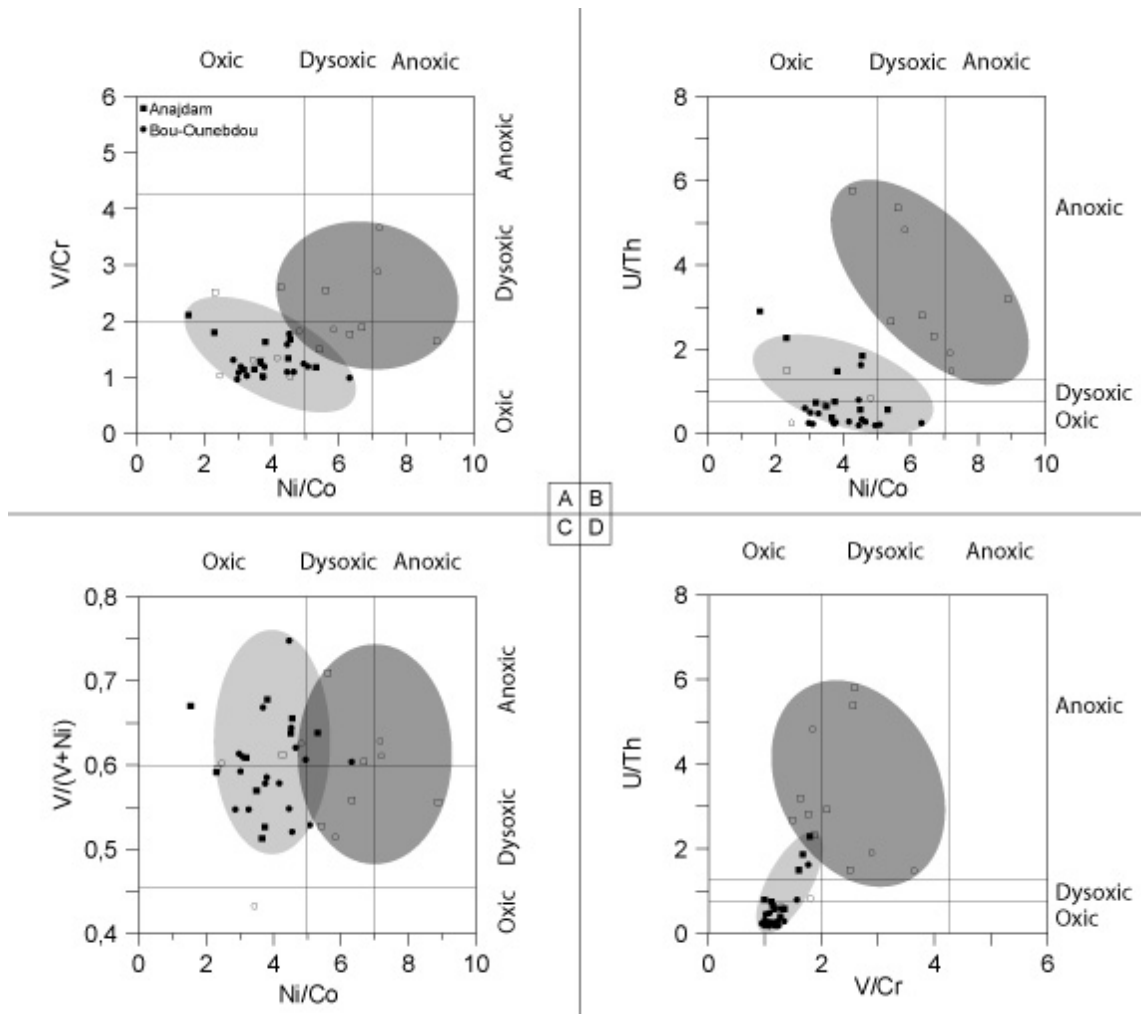 Oxic Dysoxic Anoxic
6
5
4
3
2
1
0
V/Cr
Anajdam
Bou-Ounebdou
Anoxic
Dysoxic
Oxic
0 2 4 6 8 10
Ni/Co
Oxic Dysoxic Anoxic
8
6
4
2
0
U/Th
Anoxic
Dysoxic
Oxic
0 2 4 6 8 10
Ni/Co
A B
C D
Oxic Dysoxic Anoxic
0,8
0,7
0,6
0,5
0,4
V/(V+Ni)
Anoxic
Dysoxic
Oxic
0 2 4 6 8 10
Ni/Co
Oxic Dysoxic Anoxic
8
6
4
2
0
U/Th
Anoxic
Dysoxic
Oxic
0 2 4 6
V/Cr